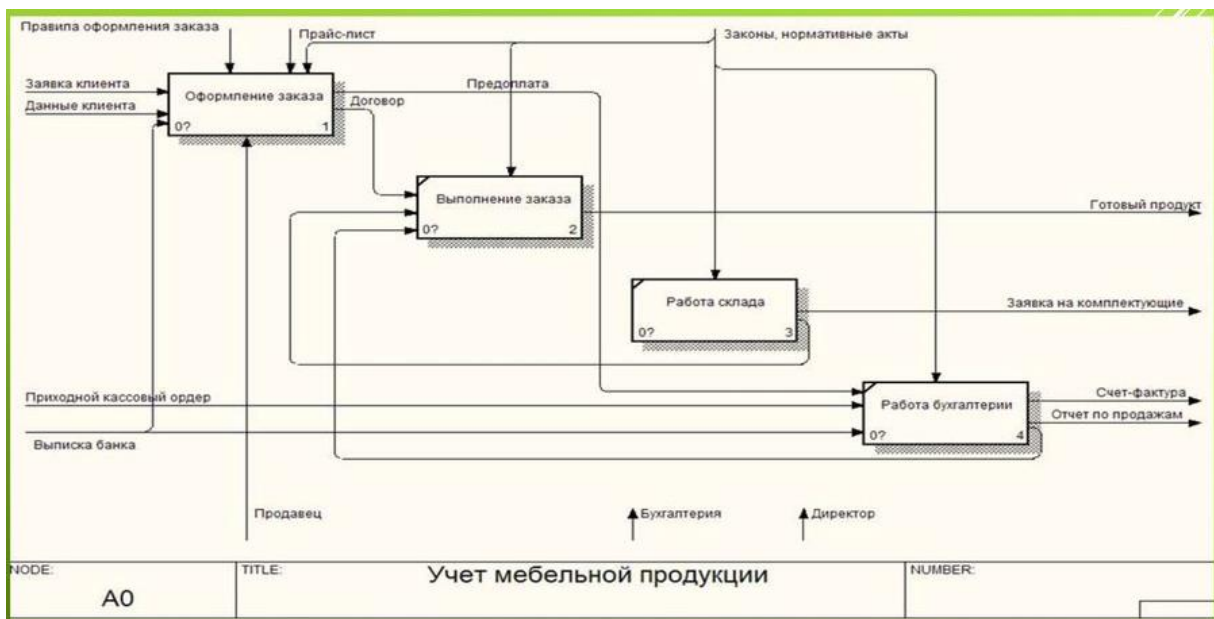 Правила оформления заказа
Прайс-лист
Законы, нормативные акты
Заявка клиента
Данные клиента
Оформление заказа
0? 1
Предоплата
Договор
Выполнение заказа
0? 2
Готовый продукт
Работа склада
0? 3
Заявка на комплектующие
Приходной кассовый ордер
Выписка банка
Работа бухгалтерии
0? 4
Счет-фактура
Отчет по продажам
Продавец
Бухгалтерия
Директор
NODE:
A0
TITLE:
Учет мебельной продукции
NUMBER: